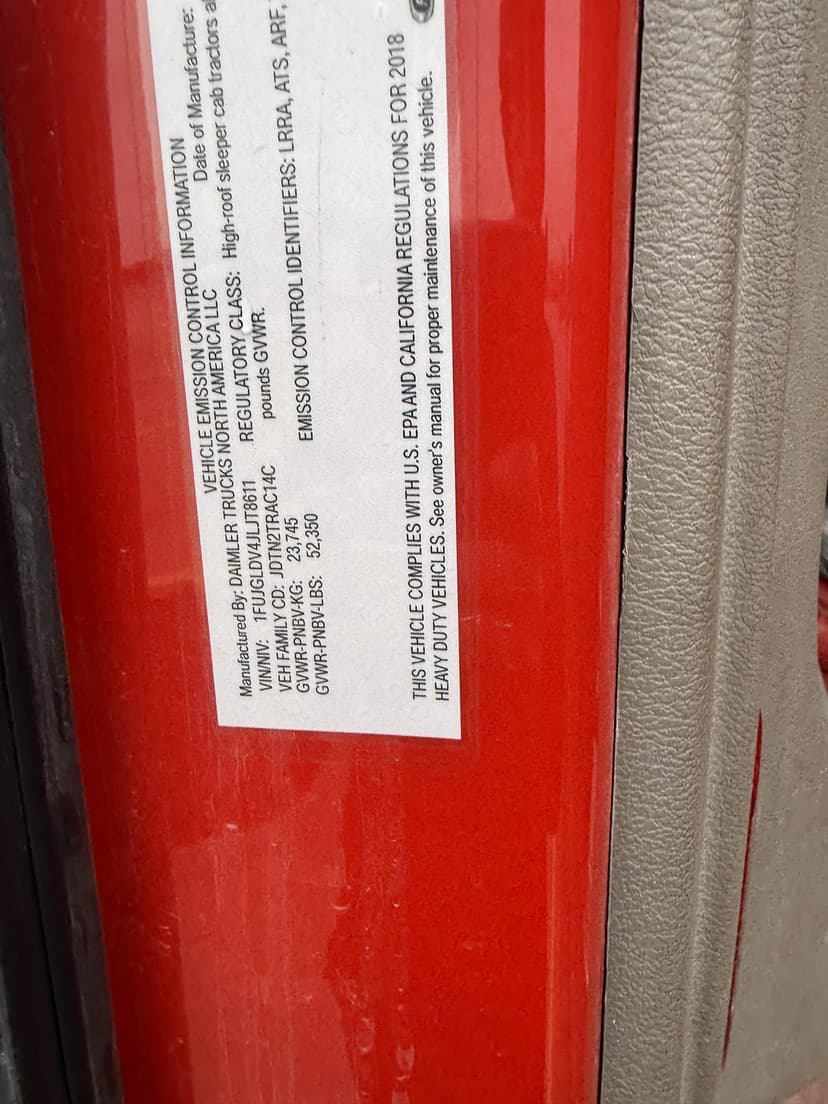 VEHICLE EMISSION CONTROL INFORMATION
Manufactured By: DAIMLER TRUCKS NORTH AMERICA LLC Date of Manufacture:
VIN/NIV: 1FUJGLDV4JLJT8611 REGULATORY CLASS: High-roof sleeper cab tractors
VEH FAMILY CD: JDTN2TRAC14C pounds GVWR.
GVWR-PNBV-KG: 23,745
GVWR-PNBV-LBS: 52,350 EMISSION CONTROL IDENTIFIERS: LRRA, ATS, ARF,
THIS VEHICLE COMPLIES WITH U.S. EPA AND CALIFORNIA REGULATIONS FOR 2018
HEAVY DUTY VEHICLES. See owner's manual for proper maintenance of this vehicle.